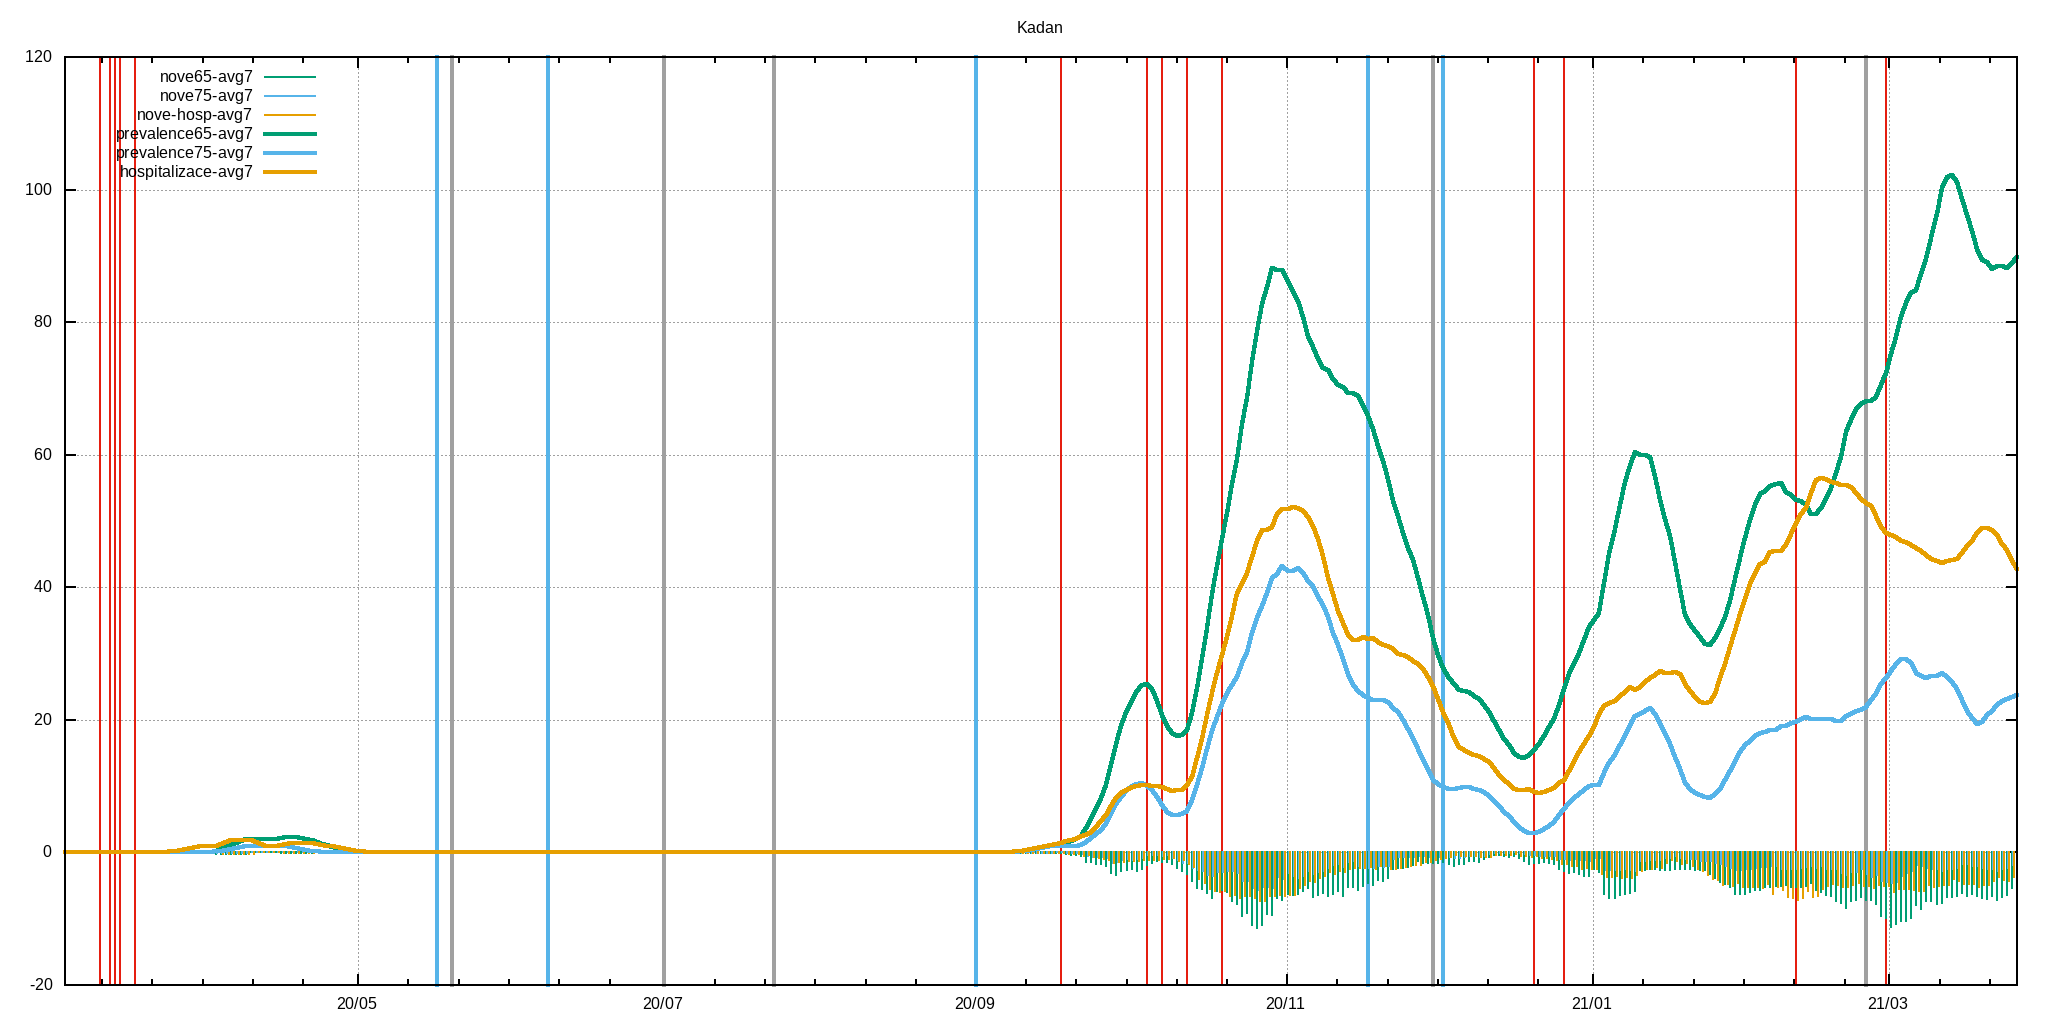 Kadan
120
nove65-avg7
nove75-avg7
nove-hosp-avg7
prevalence65-avg7
prevalence75-avg7
hospitalizace-avg7
100
80
60
40
20
0
-20
20/05
20/07
20/09
20/11
21/01
21/03